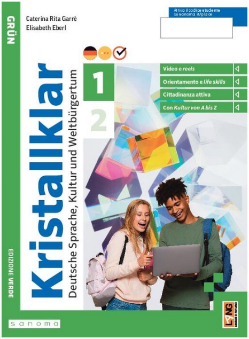 GRÜN
Caterina Rita Garré
Elisabeth Eberl
Kristallklar
Deutsche Sprache, Kultur und Weltbürgertum
1
2
Video e reels
Orientamento e life skills
Cittadinanza attiva
Con Kultur von A bis Z
EDIZIONE VERDE
sanoma
LANG